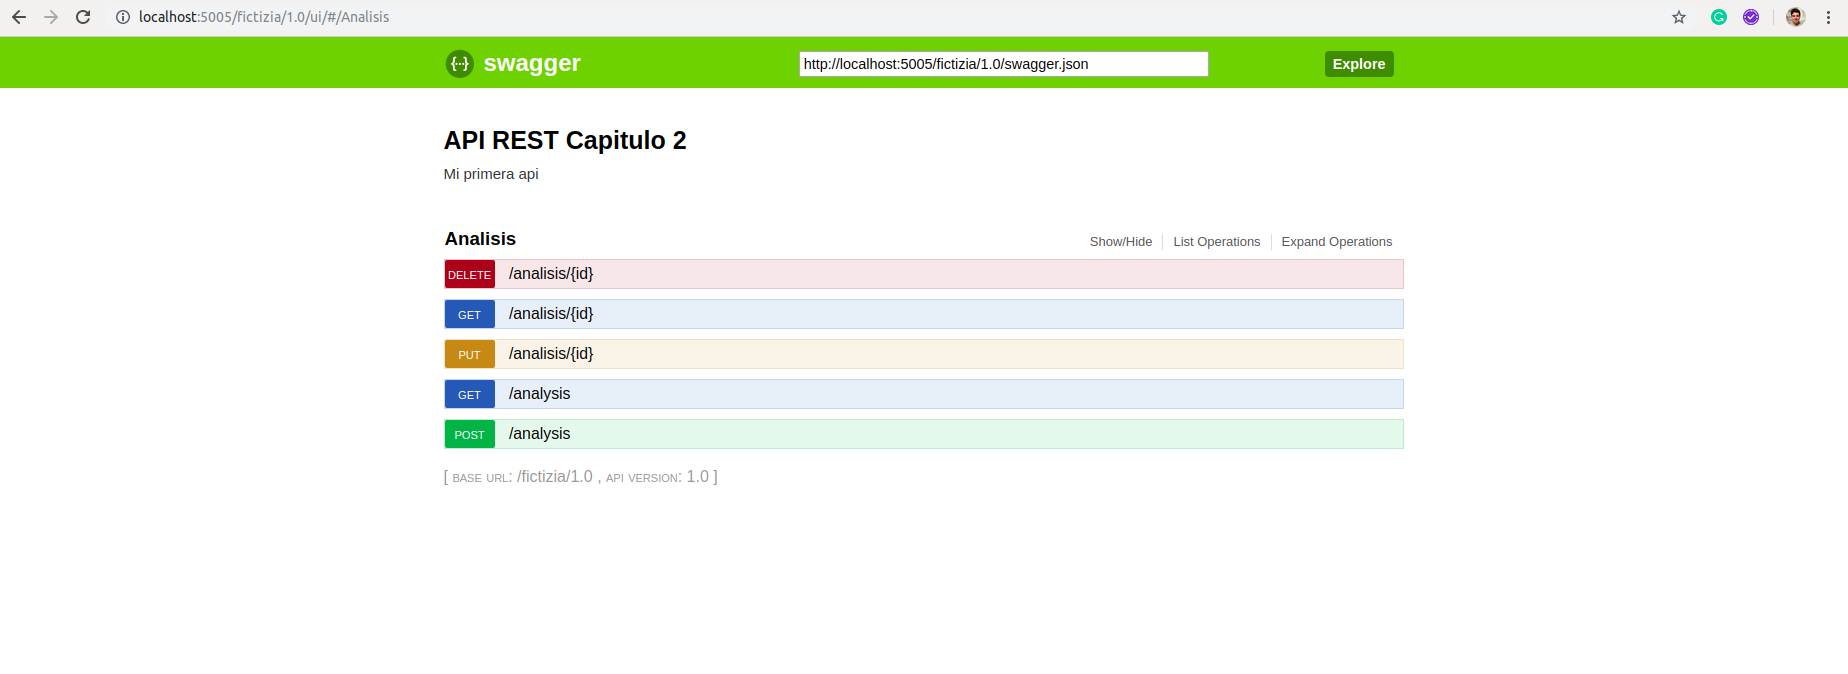 localhost:5005/fictizia/1.0/ui/#/Analisis
{··} swagger http://localhost:5005/fictizia/1.0/swagger.json Explore
API REST Capitulo 2
Mi primera api
Analisis Show/Hide List Operations Expand Operations
DELETE /analisis/{id}
GET /analisis/{id}
PUT /analisis/{id}
GET /analysis
POST /analysis
[ BASE URL: /fictizia/1.0 , API VERSION: 1.0 ]